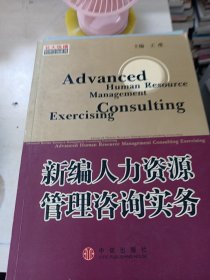 主编 王 璞
Advanced
Human Resource
Management
Consulting
Exercising
Advanced Human Resource Management Consulting Exercising
新编人力资源
管理咨询实务
中信出版社